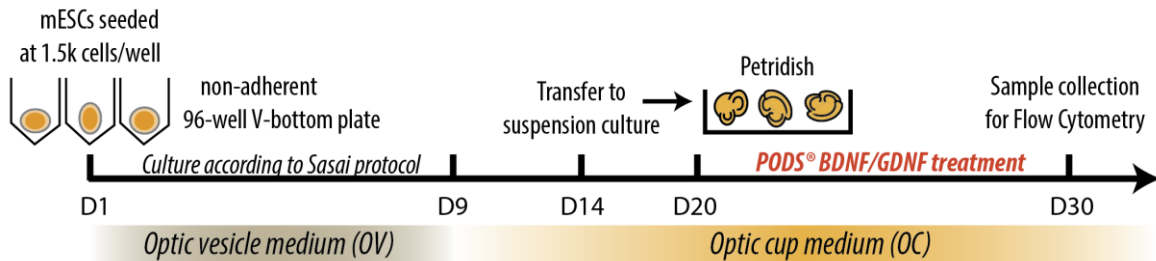 mESCs seeded
at 1.5k cells/well
non-adherent
96-well V-bottom plate
Transfer to
suspension culture
Petridish
Sample collection
for Flow Cytometry
Culture according to Sasai protocol
PODS® BDNF/GDNF treatment
D1
D9
D14
D20
D30
Optic vesicle medium (OV)
Optic cup medium (OC)